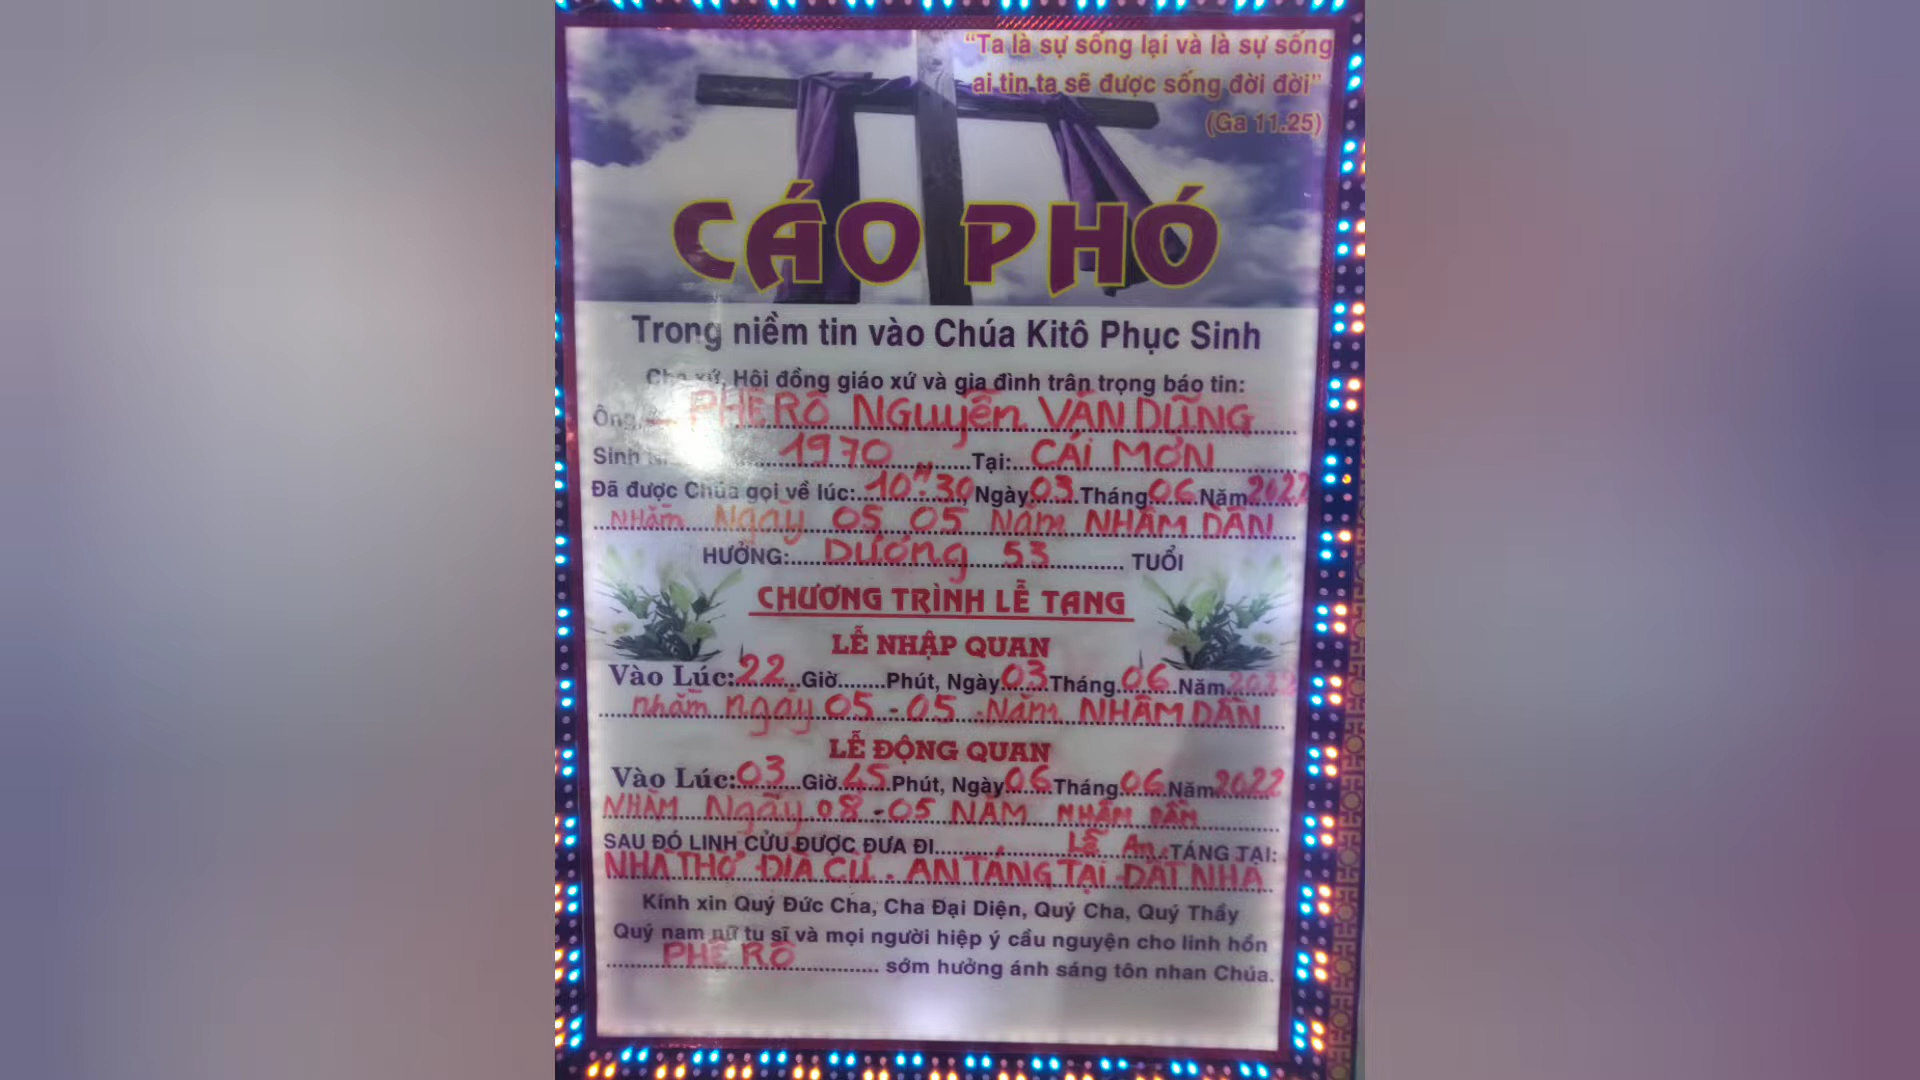 “Ta là sự sống lại và là sự sống
ai tin ta sẽ được sống đời đời”
(Ga 11.25)
CÁO PHÓ
Trong niềm tin vào Chúa Kitô Phục Sinh
Cha xứ, Hội đồng giáo xứ và gia đình trân trọng báo tin:
Ông PHÊRÔ NGUYỄN VĂN DŨNG
Sinh 1970 Tại: CÁI MƠN
Đã được Chúa gọi về lúc: 10H:30 Ngày 03 Tháng 06 Năm 2022
NHẰM Ngày 05 05 Năm NHÂM DẦN
HƯỞNG: Dương 53 TUỔI
CHƯƠNG TRÌNH LỄ TANG
LỄ NHẬP QUAN
Vào Lúc: 22 Giờ Phút, Ngày 03 Tháng 06 Năm 2022
nhằm ngày 05 - 05 - Năm NHÂM DẦN
LỄ ĐỘNG QUAN
Vào Lúc: 03 Giờ 45 Phút, Ngày 06 Tháng 06 Năm 2022
NHẰM Ngày 08 - 05 NĂM NHÂM DẦN
SAU ĐÓ LINH CỬU ĐƯỢC ĐƯA ĐI Lễ An TÁNG TẠI:
NHÀ THỜ ĐỊA CÙ . AN TÁNG TẠI ĐẤT NHÀ
Kính xin Quý Đức Cha, Cha Đại Diện, Quý Cha, Quý Thầy
Quý nam nữ tu sĩ và mọi người hiệp ý cầu nguyện cho linh hồn
PHÊ RÔ sớm hưởng ánh sáng tôn nhan Chúa.